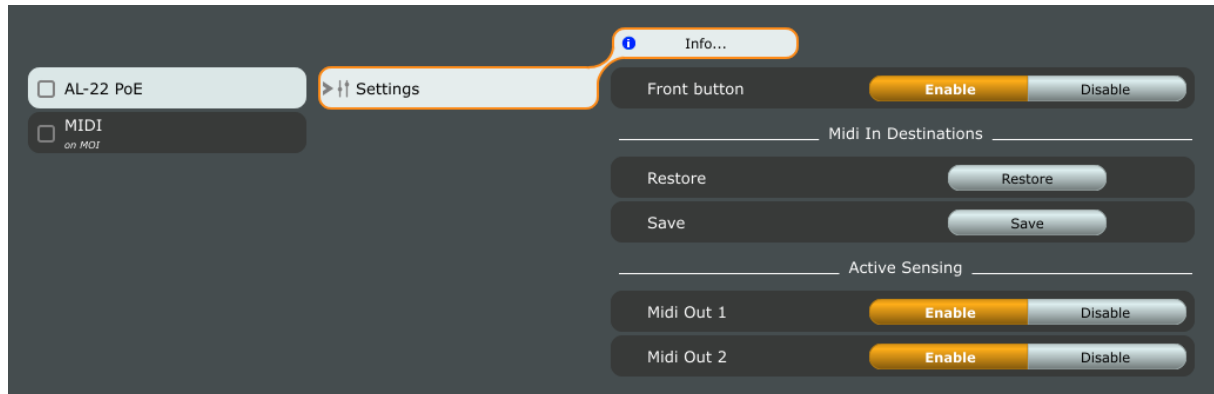 Info...
AL-22 PoE
Settings
Front button
Enable
Disable
MIDI
on MOI
Midi In Destinations
Restore
Restore
Save
Save
Active Sensing
Midi Out 1
Enable
Disable
Midi Out 2
Enable
Disable